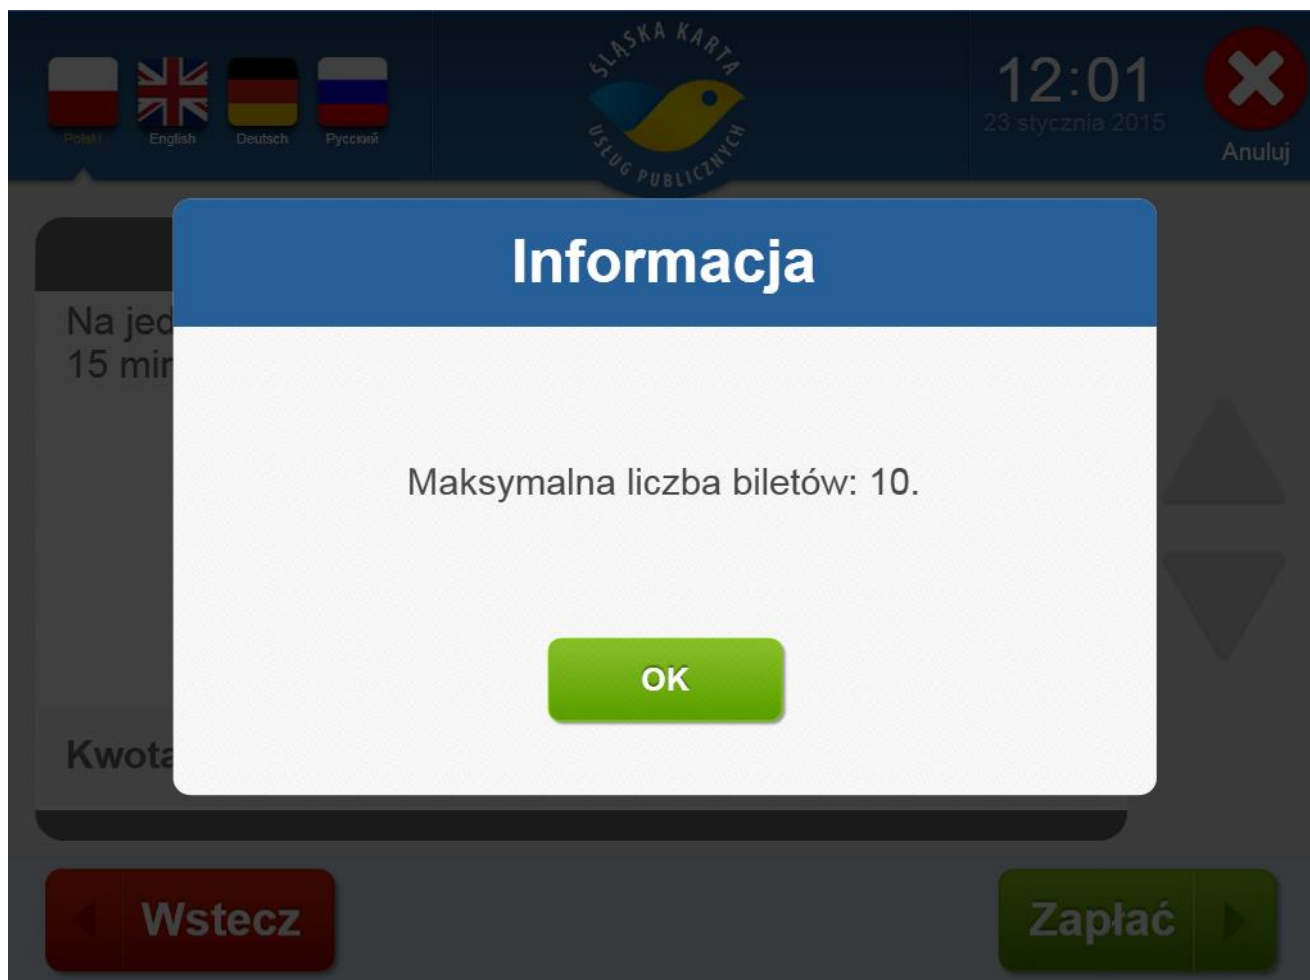 ŚLĄSKA KARTA
USŁUG PUBLICZNYCH
Polski
English
Deutsch
Русский
12:01
23 stycznia 2015
Anuluj
Informacja
Na jed
15 min
Maksymalna liczba biletów: 10.
OK
Kwota
Wstecz
Zapłać